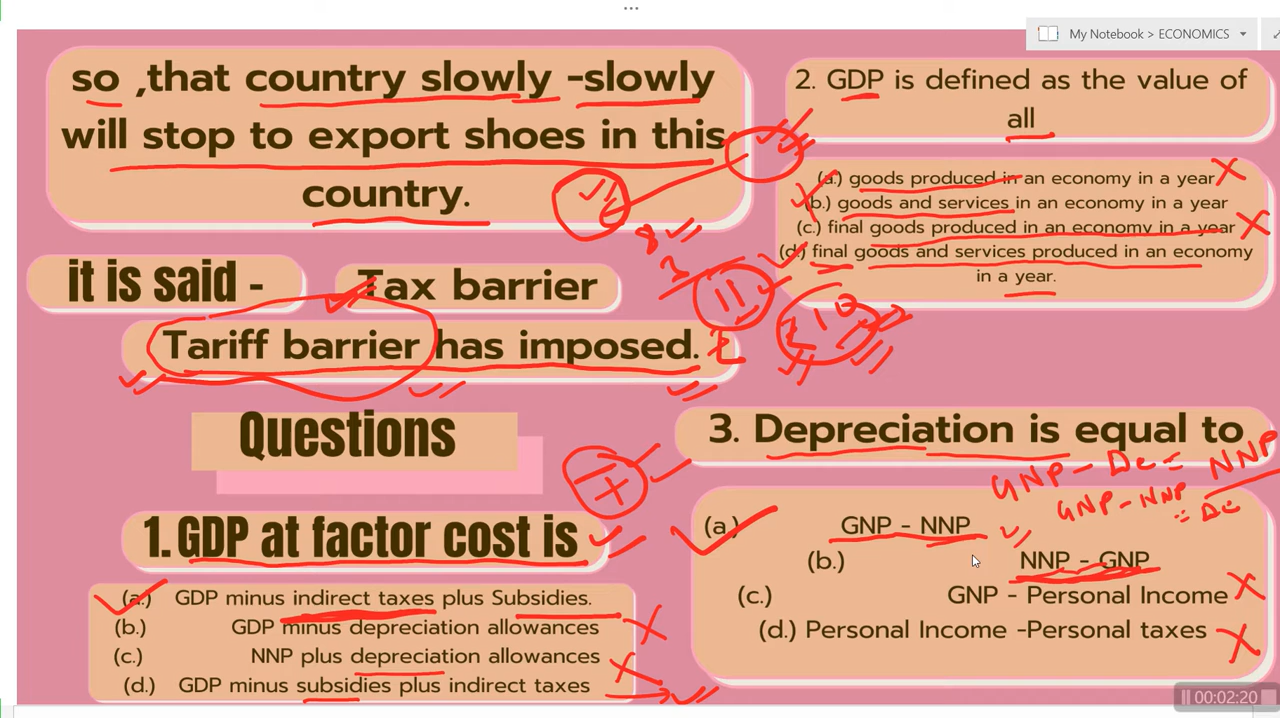 ...
My Notebook > ECONOMICS
so ,that country slowly -slowly
will stop to export shoes in this
country.
it is said -
Tax barrier
Tariff barrier has imposed.
Questions
1.GDP at factor cost is
(a.) GDP minus indirect taxes plus Subsidies.
(b.) GDP minus depreciation allowances
(c.) NNP plus depreciation allowances
(d.) GDP minus subsidies plus indirect taxes
2. GDP is defined as the value of
all
(a.) goods produced in an economy in a year
(b.) goods and services in an economy in a year
(c.) final goods produced in an economy in a year
(d.) final goods and services produced in an economy
in a year.
11
10
3. Depreciation is equal to
GNP - De = NNP
GNP - NNP
= De
(a.) GNP - NNP
(b.) NNP - GNP
(c.) GNP - Personal Income
(d.) Personal Income -Personal taxes
00:02:20